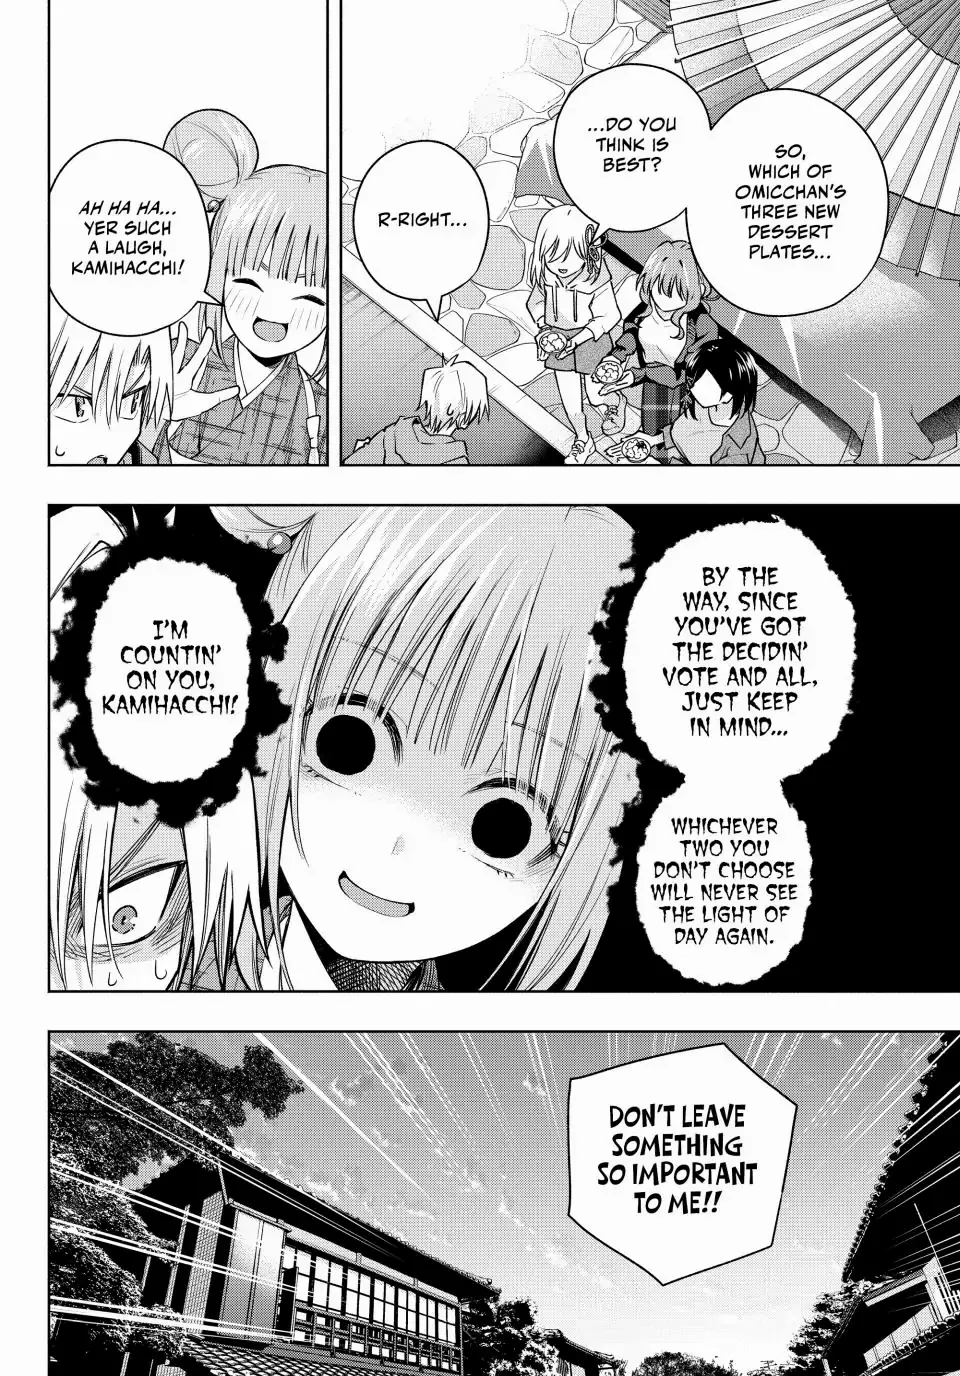 SO,
WHICH OF
OMICCHAN'S
THREE NEW
DESSERT
PLATES...
...DO YOU
THINK IS
BEST?
R-RIGHT...
AH HA HA...
YER SUCH
A LAUGH,
KAMIHACCHI!
BY THE
WAY, SINCE
YOU'VE GOT
THE DECIDIN'
VOTE AND ALL,
JUST KEEP
IN MIND...
WHICHEVER
TWO YOU
DON'T CHOOSE
WILL NEVER SEE
THE LIGHT OF
DAY AGAIN.
I'M
COUNTIN'
ON YOU,
KAMIHACCHI!
DON'T LEAVE
SOMETHING
SO IMPORTANT
TO ME!!